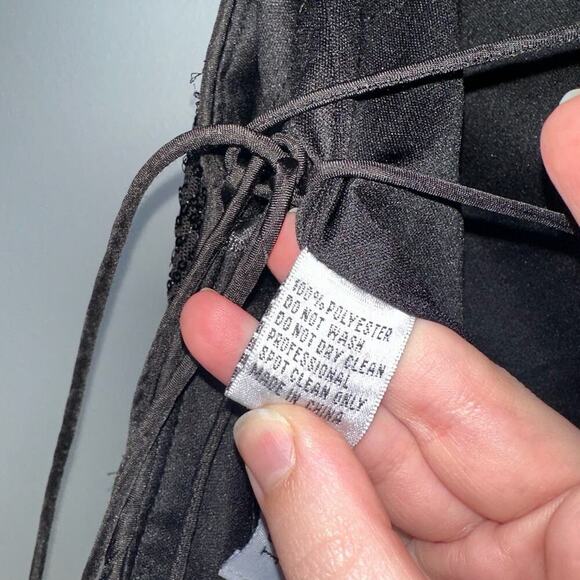 100% POLYESTER
DO NOT WASH
DO NOT DRY CLEAN
PROFESSIONAL
SPOT CLEAN ONLY
MADE IN CHINA